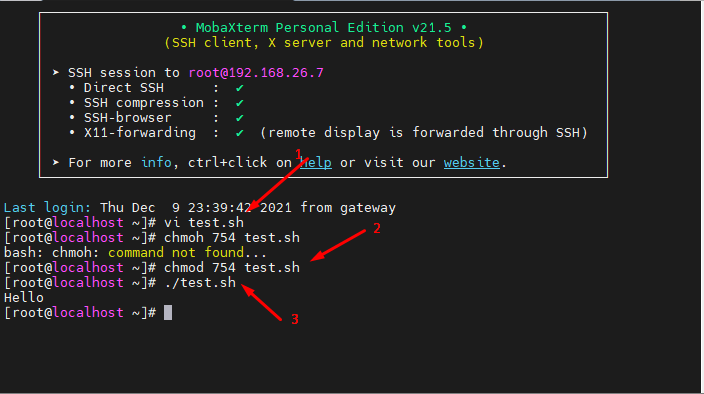 • MobaXterm Personal Edition v21.5 •
(SSH client, X server and network tools)
➤ SSH session to root@192.168.26.7
• Direct SSH : ✔
• SSH compression : ✔
• SSH-browser : ✔
• X11-forwarding : ✔ (remote display is forwarded through SSH)
➤ For more info, ctrl+click on help or visit our website.
1
Last login: Thu Dec 9 23:39:42 2021 from gateway
[root@localhost ~]# vi test.sh
[root@localhost ~]# chmoh 754 test.sh
2
bash: chmoh: command not found...
[root@localhost ~]# chmod 754 test.sh
[root@localhost ~]# ./test.sh
Hello
[root@localhost ~]#
3